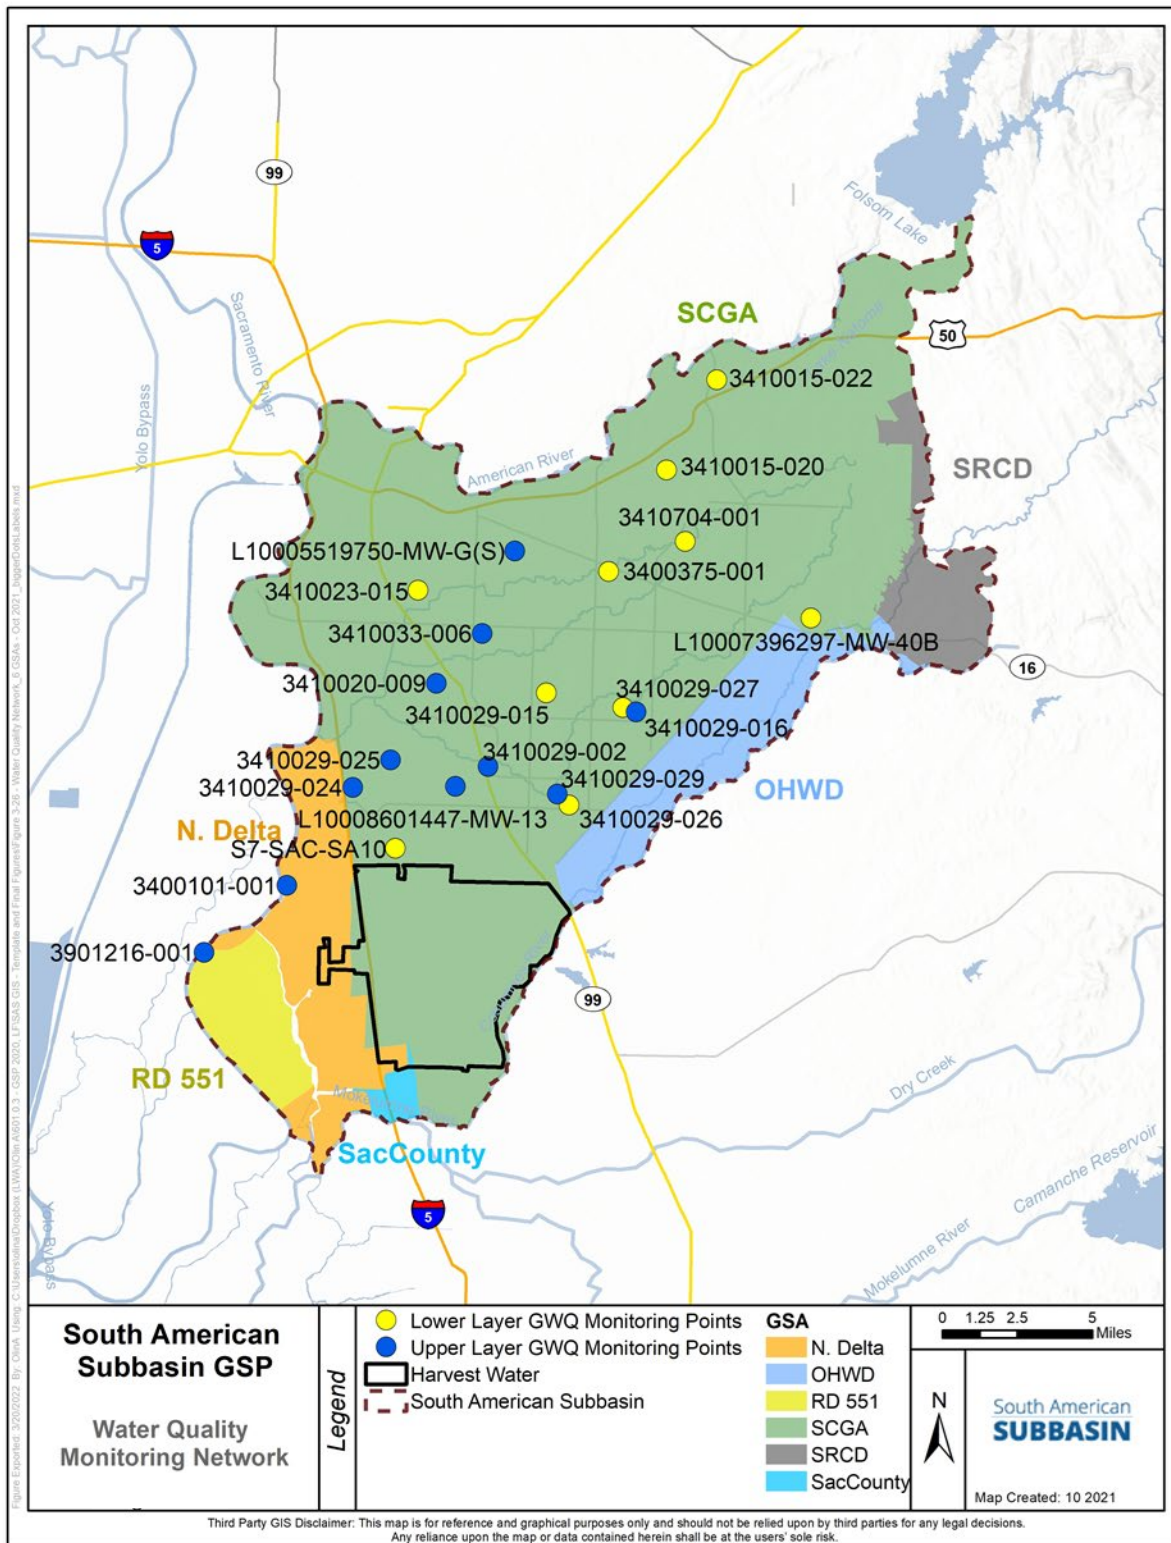 99
5
Folsom Lake
Sacramento River
Yolo Bypass
SCGA
50
3410015-022
American River
3410015-020
SRCD
3410704-001
L10005519750-MW-G(S)
3400375-001
3410023-015
3410033-006
L10007396297-MW-40B
16
3410020-009
3410029-027
3410029-015
3410029-016
3410029-002
3410029-025
3410029-029
3410029-024
OHWD
L10008601447-MW-13
3410029-026
N. Delta
S7-SAC-SA10
3400101-001
3901216-001
99
RD 551
Dry Creek
Mokelumne River
SacCounty
Camanche Reservoir
5
Yolo Bypass
Mokelumne River
South American
Subbasin GSP
Water Quality
Monitoring Network
Legend
Lower Layer GWQ Monitoring Points
Upper Layer GWQ Monitoring Points
Harvest Water
South American Subbasin
GSA
N. Delta
OHWD
RD 551
SCGA
SRCD
SacCounty
0 1.25 2.5 5
Miles
N
South American
SUBBASIN
Map Created: 10 2021
Third Party GIS Disclaimer: This map is for reference and graphical purposes only and should not be relied upon by third parties for any legal decisions.
Any reliance upon the map or data contained herein shall be at the users' sole risk.